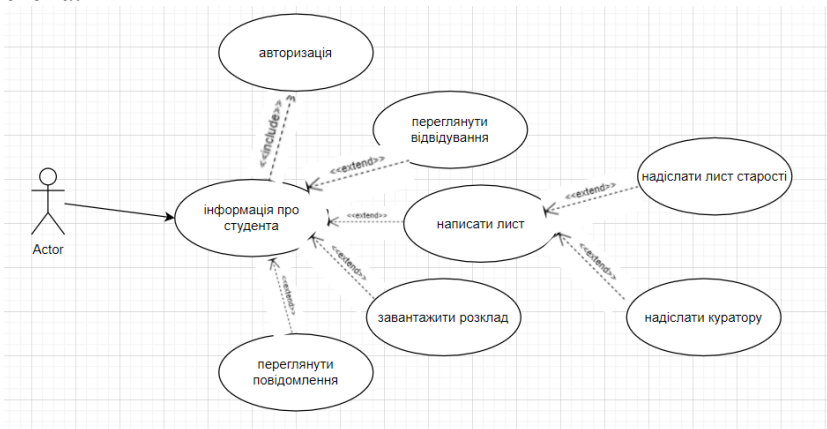 авторизація
<<include>>
переглянути
відвідування
<<extend>>
надіслати лист старості
<<extend>>
інформація про
студента
<<extend>>
написати лист
Actor
<<extend>>
<<extend>>
<<extend>>
завантажити розклад
надіслати куратору
переглянути
повідомлення